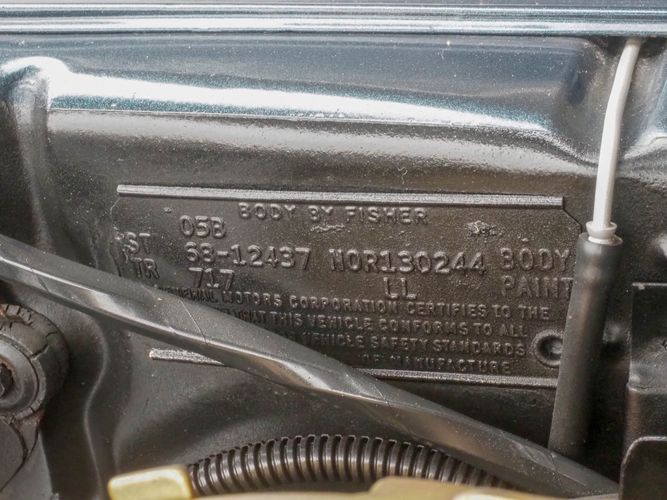 BODY BY FISHER
05B
ST 68-12437 NOR130244 BODY
TR 717 LL PAINT
GENERAL MOTORS CORPORATION CERTIFIES TO THE
THAT THIS VEHICLE CONFORMS TO ALL
VEHICLE SAFETY STANDARDS
OF MANUFACTURE